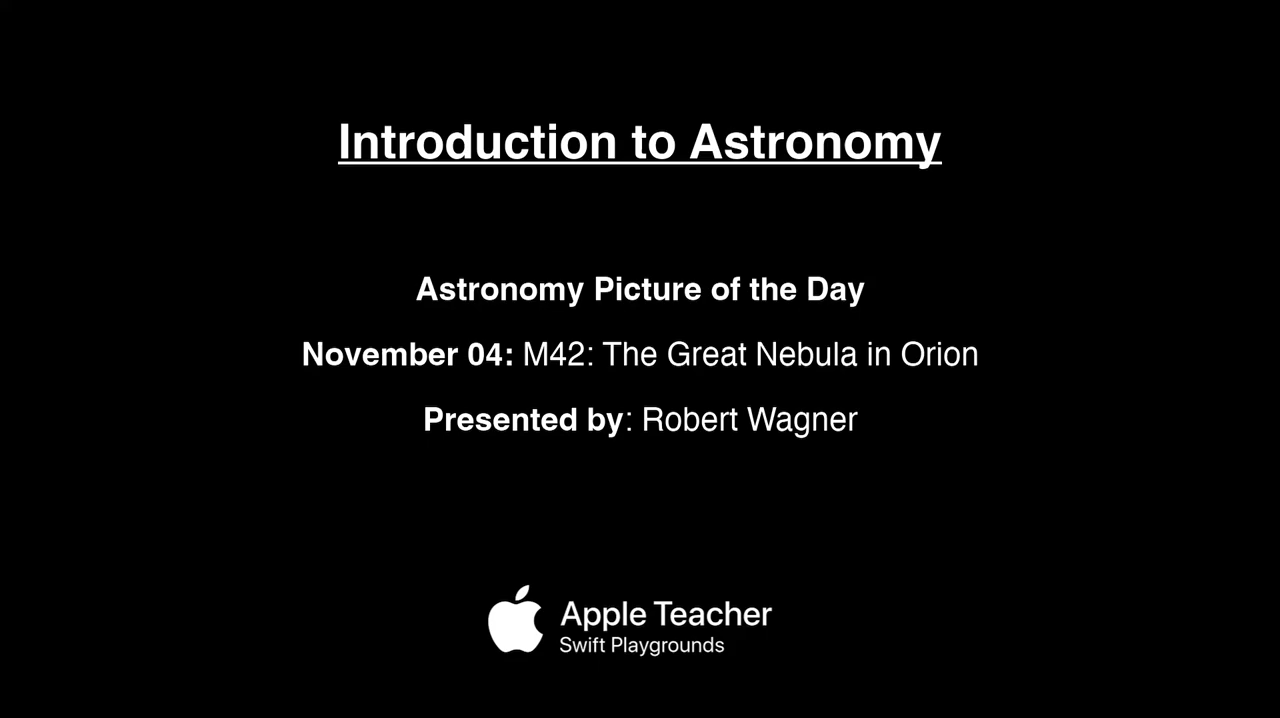 Introduction to Astronomy
Astronomy Picture of the Day
November 04: M42: The Great Nebula in Orion
Presented by: Robert Wagner
Apple Teacher
Swift Playgrounds